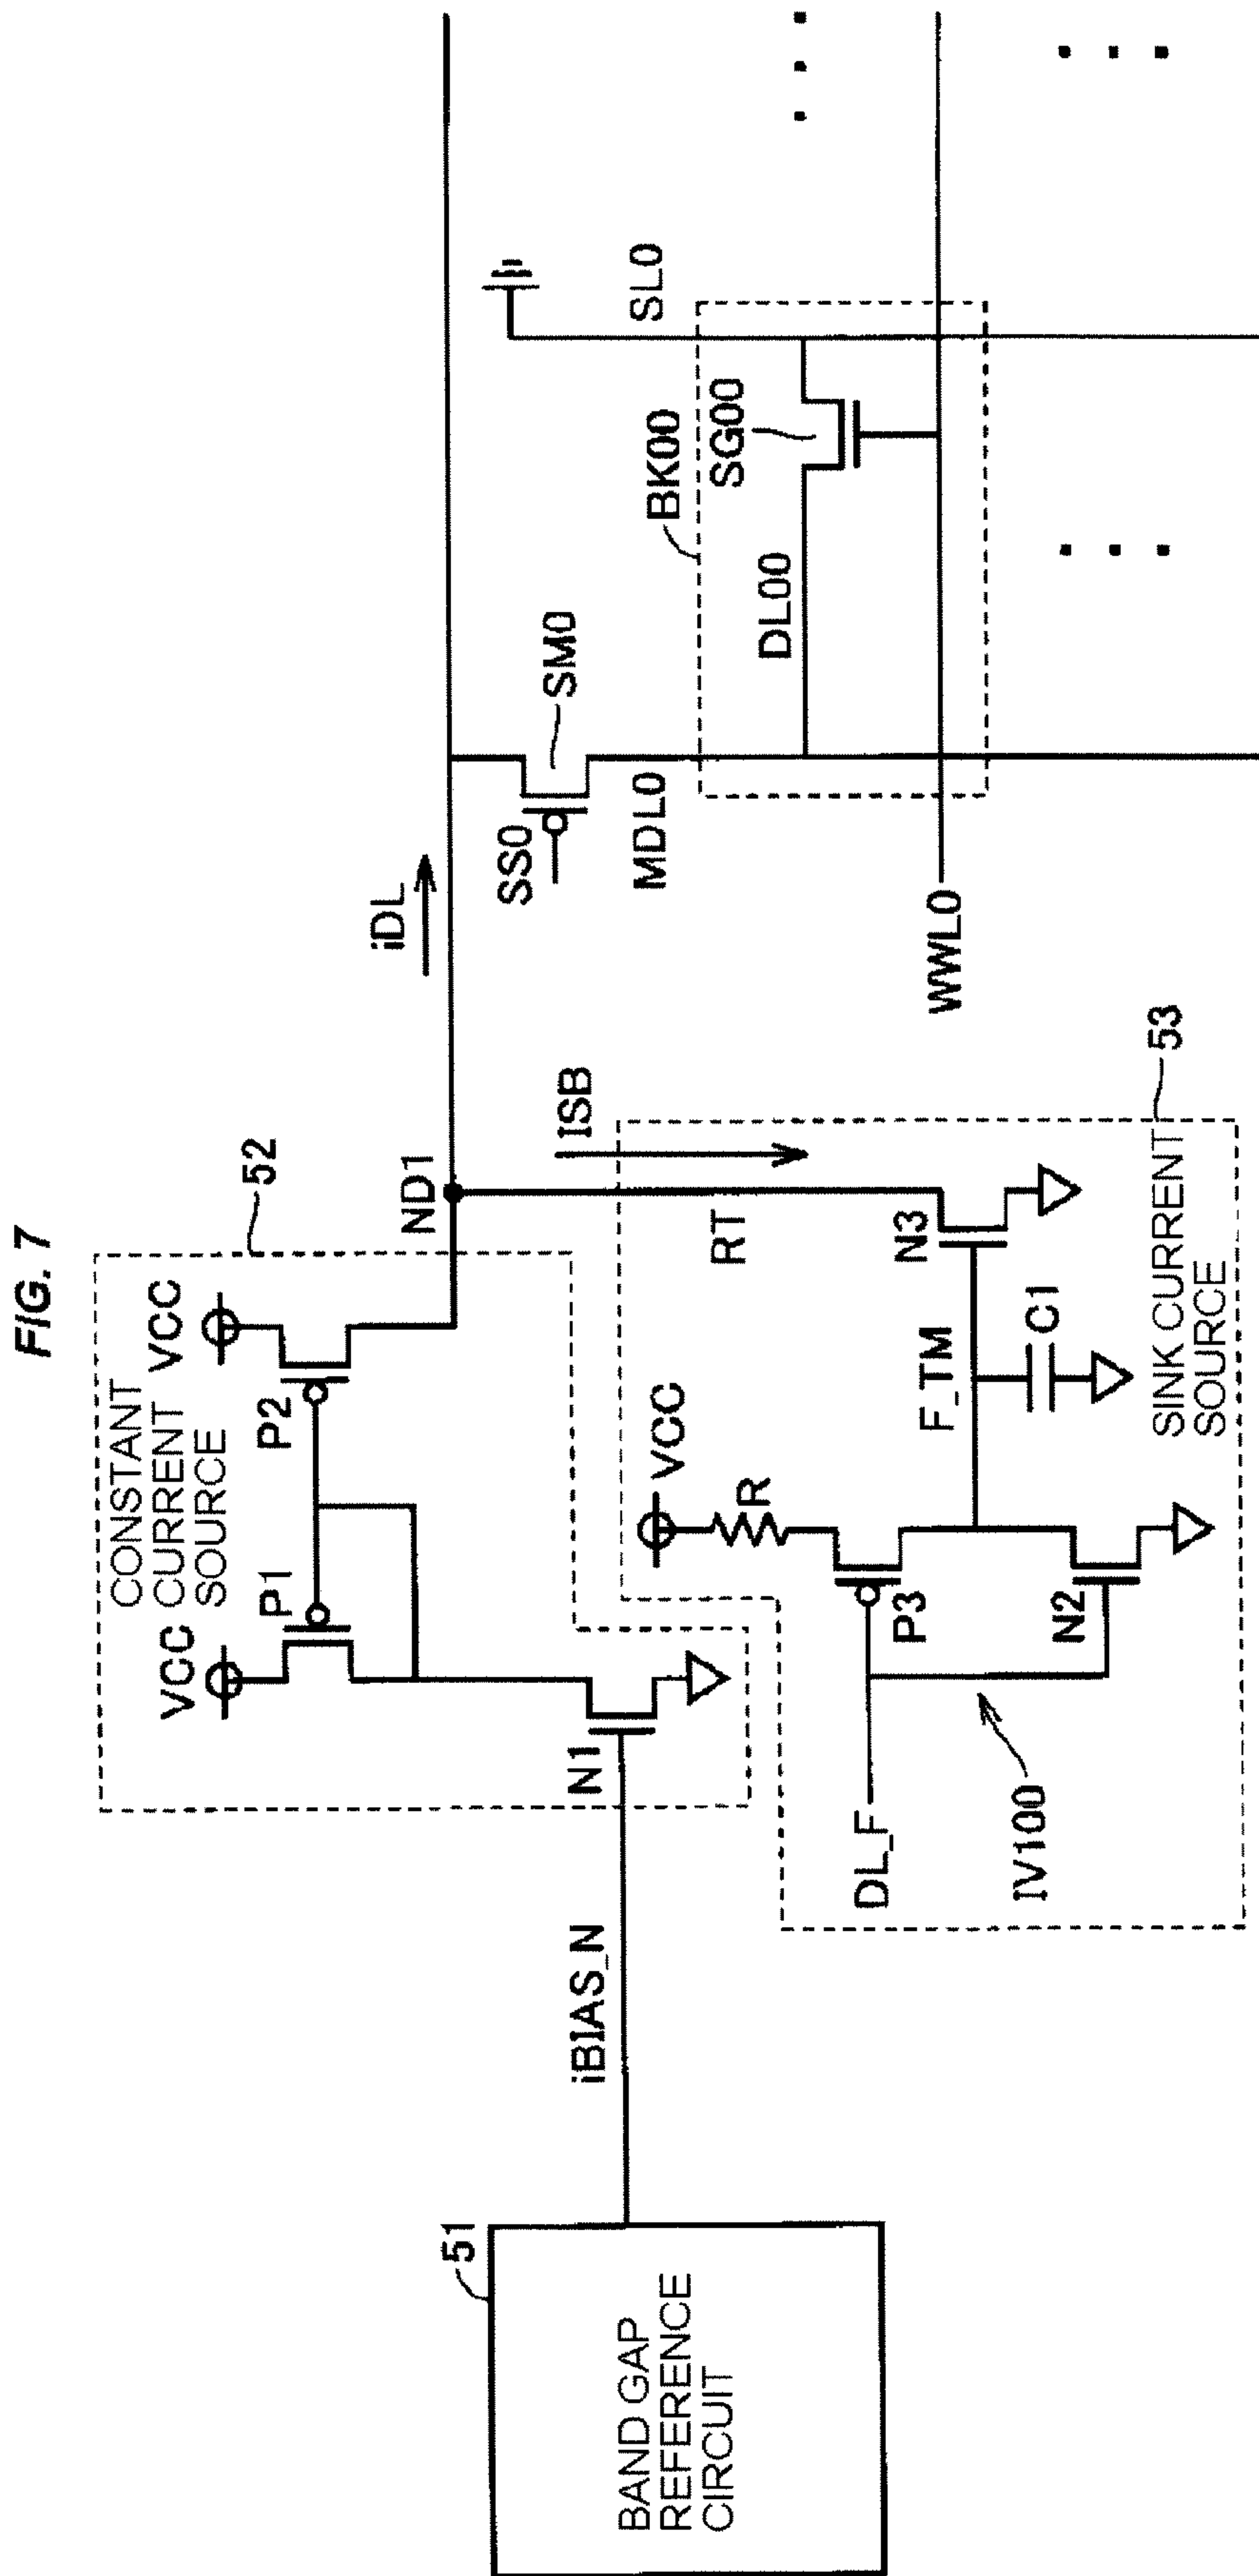 FIG. 7
51
BAND GAP
REFERENCE
CIRCUIT
iBIAS_N
52
CONSTANT
CURRENT
SOURCE
VCC
P1
P2
VCC
N1
ND1
iDL
ISB
RT
53
SINK CURRENT
SOURCE
VCC
R
DL_F
P3
N2
IV100
F_TM
C1
N3
SS0
SM0
MDL0
WWL0
BK00
DL00
SG00
SL0